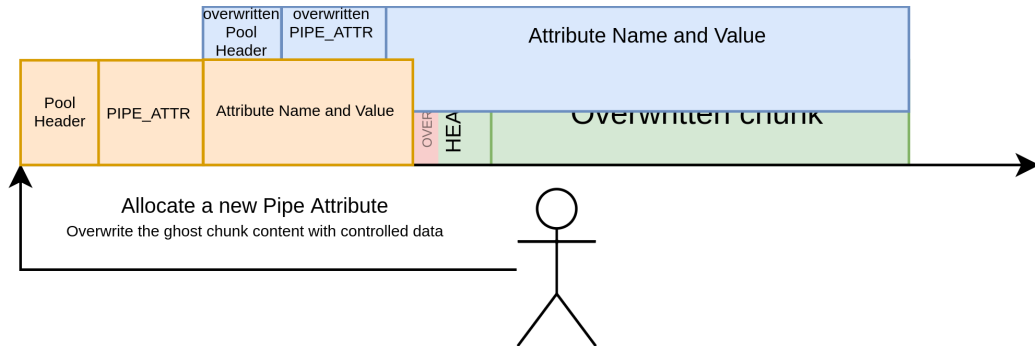 overwritten
Pool
Header
overwritten
PIPE_ATTR
Attribute Name and Value
Pool
Header
PIPE_ATTR
Attribute Name and Value
OVER
HEA
Overwritten chunk
Allocate a new Pipe Attribute
Overwrite the ghost chunk content with controlled data